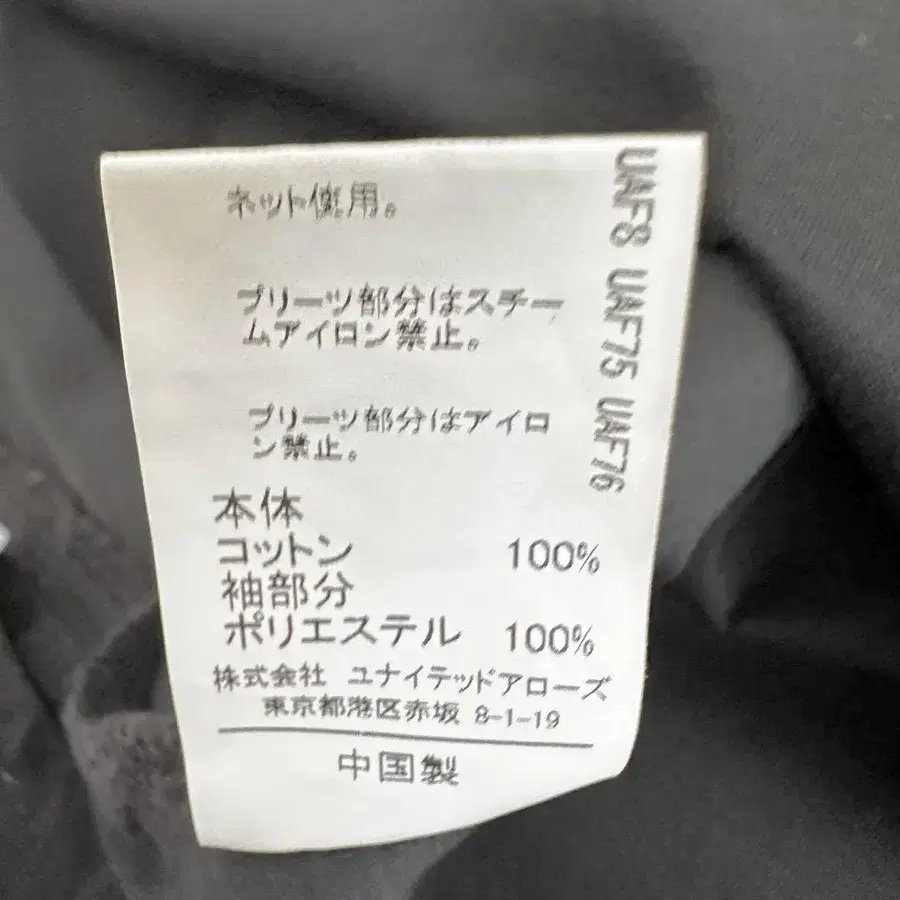 ネット使用。
プリーツ部分はスチー
ムアイロン禁止。
プリーツ部分はアイロ
ン禁止。
本体
コットン 100%
袖部分
ポリエステル 100%
株式会社 ユナイテッドアローズ
東京都港区赤坂 8-1-19
中国製
UAF8 UAF75 UAF76